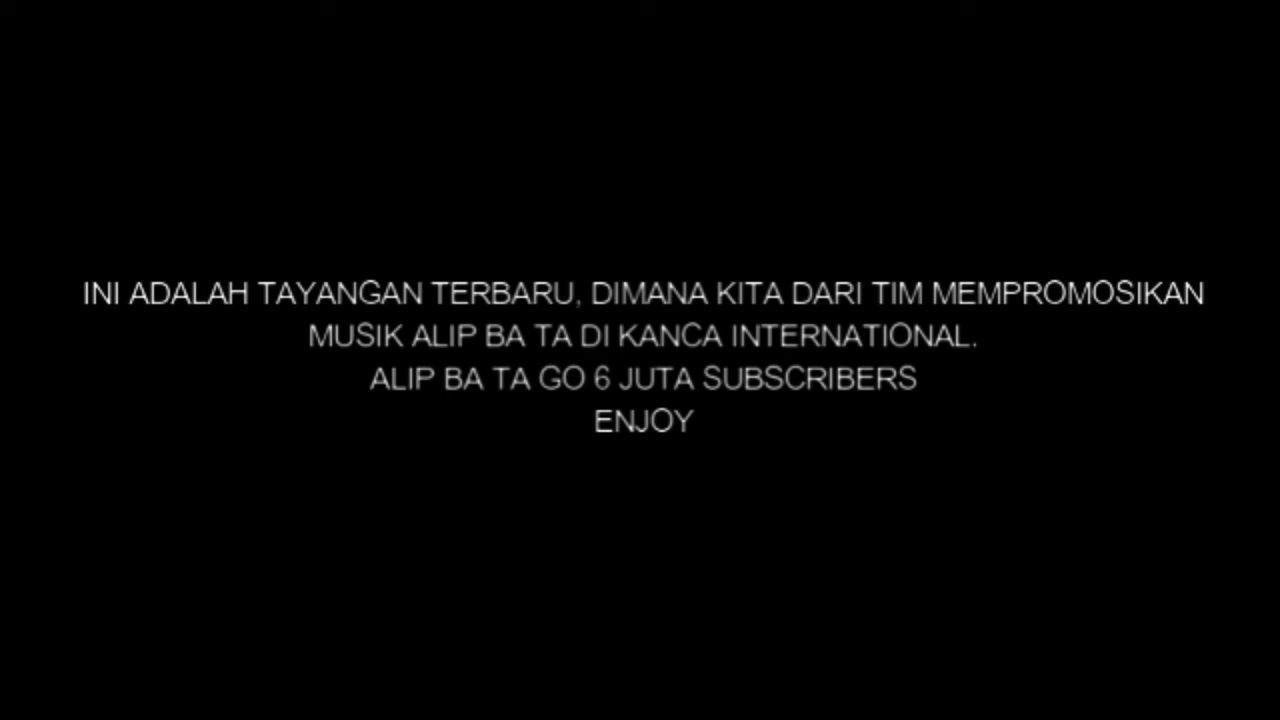 INI ADALAH TAYANGAN TERBARU, DIMANA KITA DARI TIM MEMPROMOSIKAN
MUSIK ALIP BA TA DI KANCA INTERNATIONAL.
ALIP BA TA GO 6 JUTA SUBSCRIBERS
ENJOY